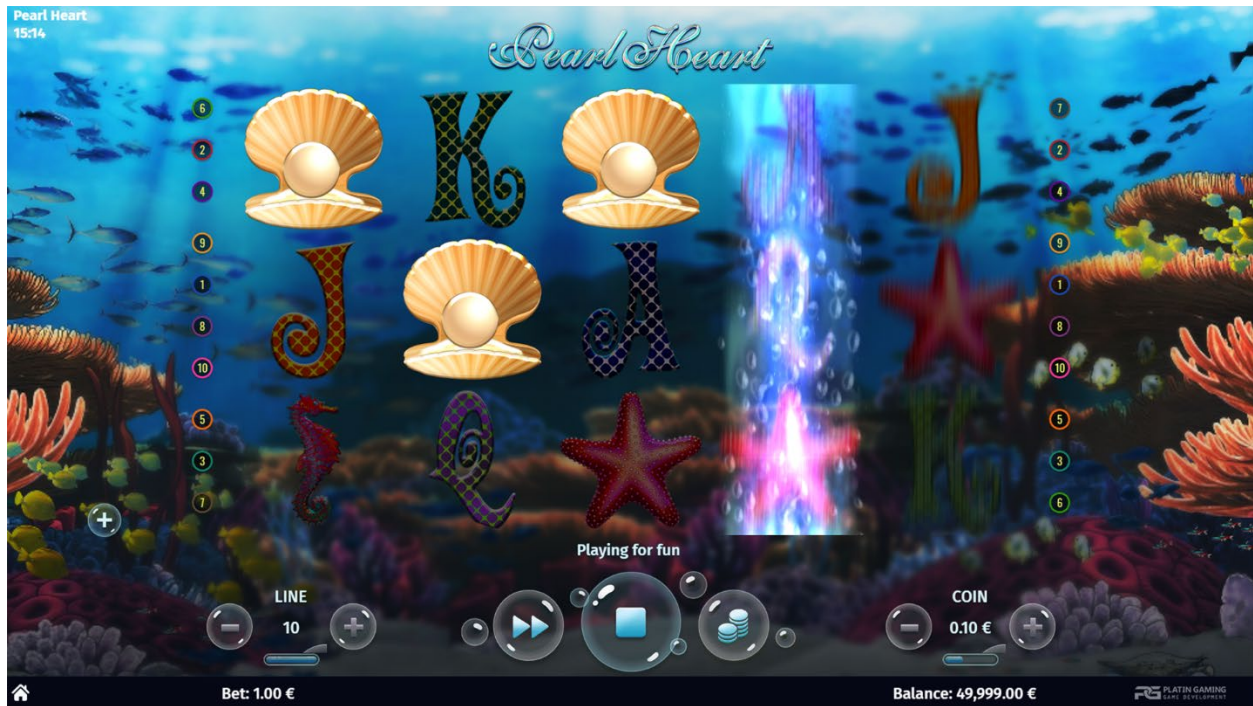 Pearl Heart
15:14
Pearl Heart
6
2
4
9
1
8
10
5
3
7
K
J
A
Q
J
K
7
2
4
9
1
8
10
5
3
6
Playing for fun
LINE
10
COIN
0.10 €
Bet: 1.00 €
Balance: 49,999.00 €
PG PLATIN GAMING
GAME DEVELOPMENT